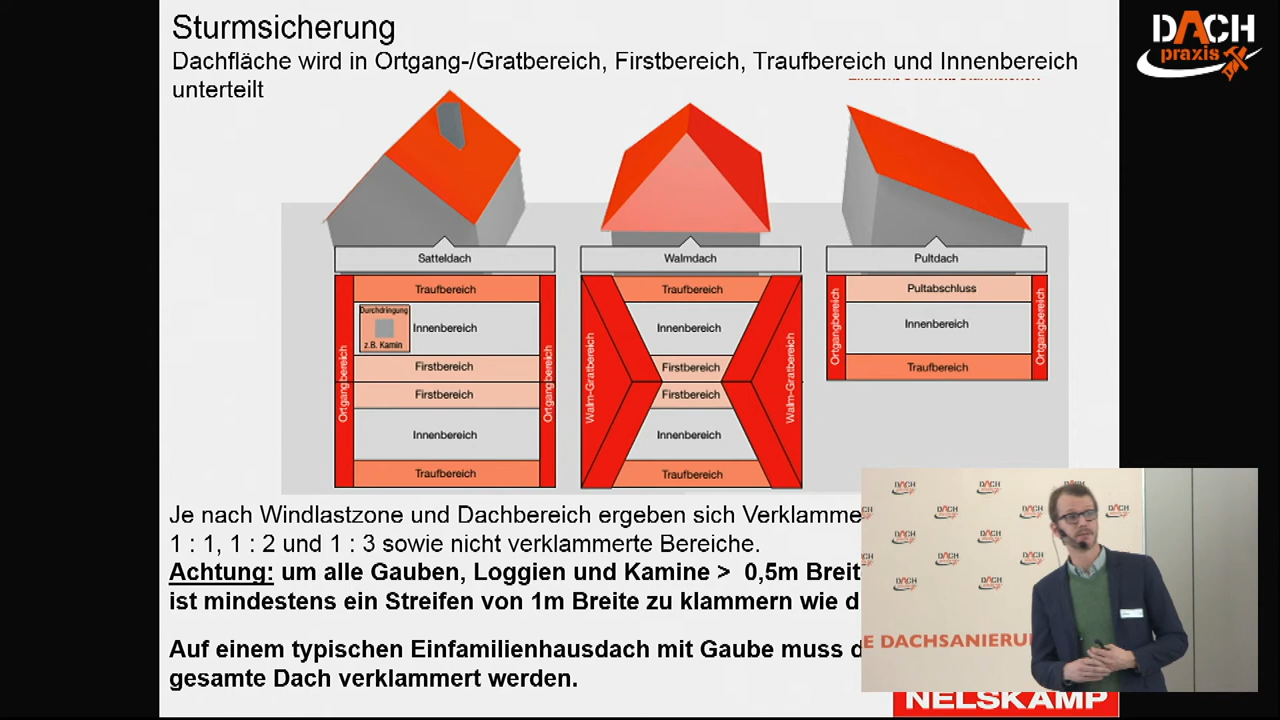 Sturmsicherung
Dachfläche wird in Ortgang-/Gratbereich, Firstbereich, Traufbereich und Innenbereich
unterteilt
DACH
praxis
Satteldach
Walmdach
Pultdach
Traufbereich
Durchdringung
z.B. Kamin
Innenbereich
Firstbereich
Firstbereich
Innenbereich
Traufbereich
Ortgangbereich
Ortgangbereich
Traufbereich
Innenbereich
Firstbereich
Firstbereich
Innenbereich
Traufbereich
Walm-Gratbereich
Walm-Gratbereich
Pultabschluss
Innenbereich
Traufbereich
Ortgangbereich
Ortgangbereich
Je nach Windlastzone und Dachbereich ergeben sich Verklamme
1 : 1, 1 : 2 und 1 : 3 sowie nicht verklammerte Bereiche.
Achtung: um alle Gauben, Loggien und Kamine > 0,5m Breit
ist mindestens ein Streifen von 1m Breite zu klammern wie d
Auf einem typischen Einfamilienhausdach mit Gaube muss d
gesamte Dach verklammert werden.
E DACHSANIERU
NELSKAMP